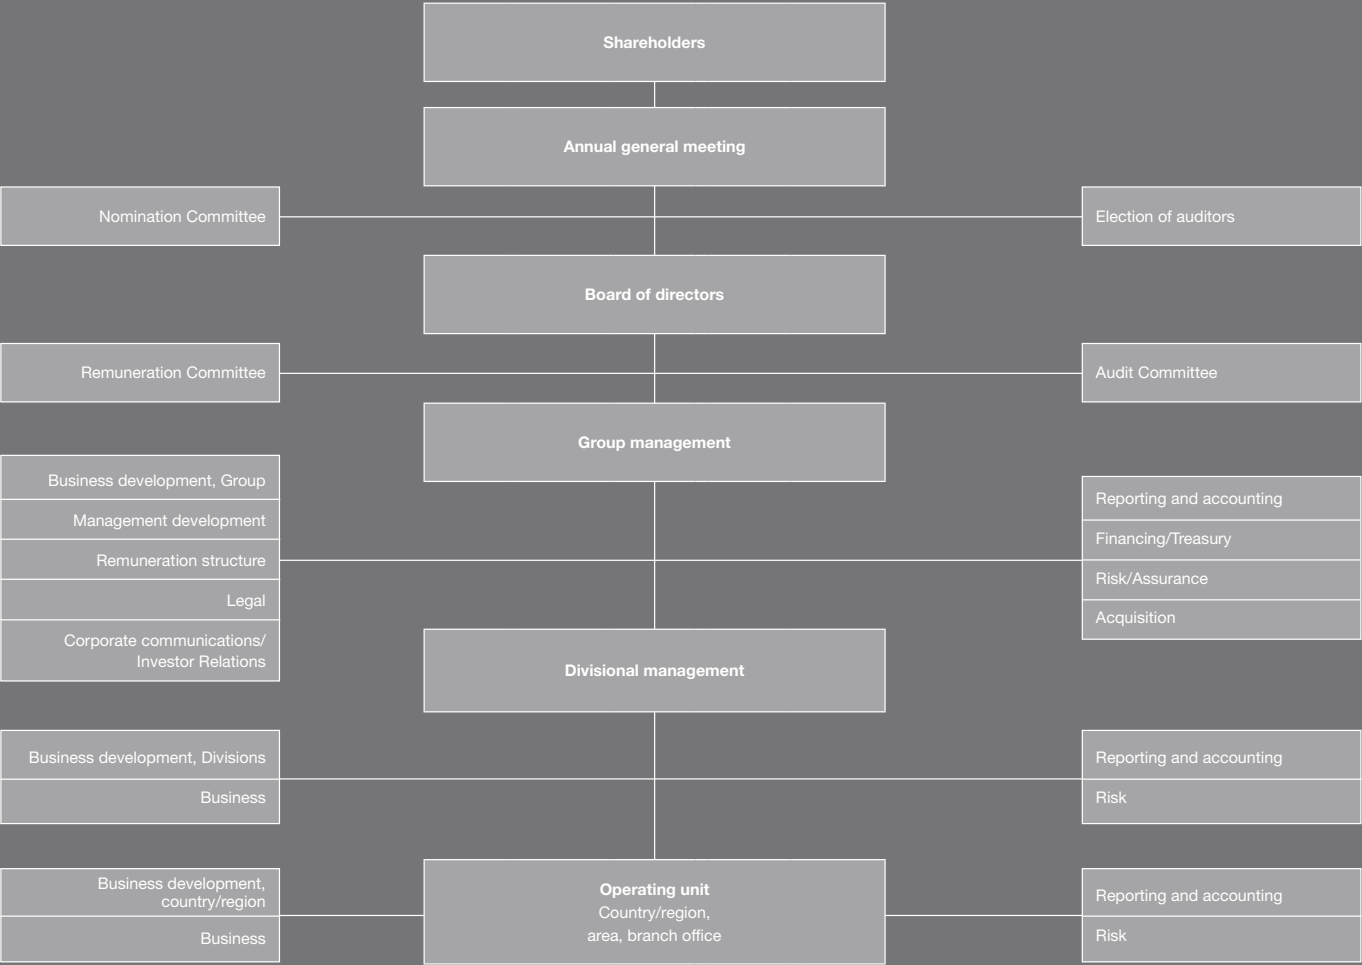 Shareholders
Annual general meeting
Nomination Committee
Election of auditors
Board of directors
Remuneration Committee
Audit Committee
Group management
Business development, Group
Management development
Remuneration structure
Legal
Corporate communications/
Investor Relations
Reporting and accounting
Financing/Treasury
Risk/Assurance
Acquisition
Divisional management
Business development, Divisions
Business
Reporting and accounting
Risk
Business development,
country/region
Business
Operating unit
Country/region,
area, branch office
Reporting and accounting
Risk